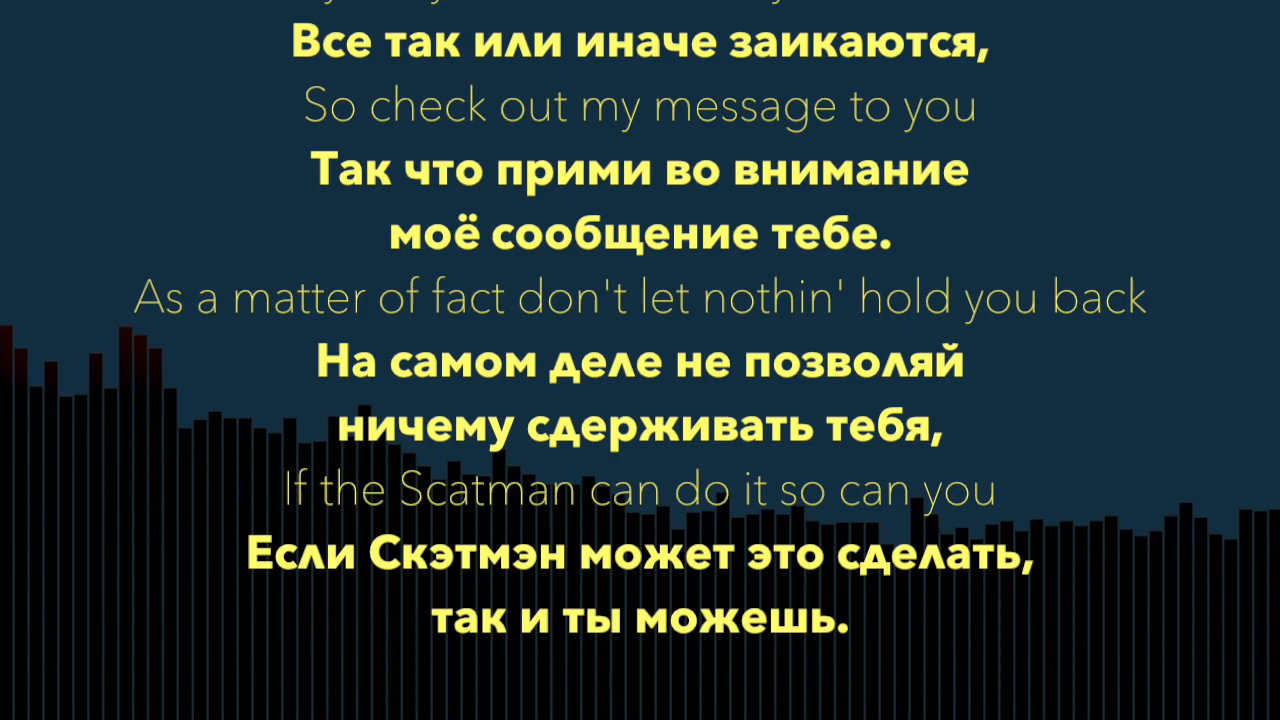 Все так или иначе заикаются,
So check out my message to you
Так что прими во внимание
моё сообщение тебе.
As a matter of fact don't let nothin' hold you back
На самом деле не позволяй
ничему сдерживать тебя,
If the Scatman can do it so can you
Если Скэтмэн может это сделать,
так и ты можешь.